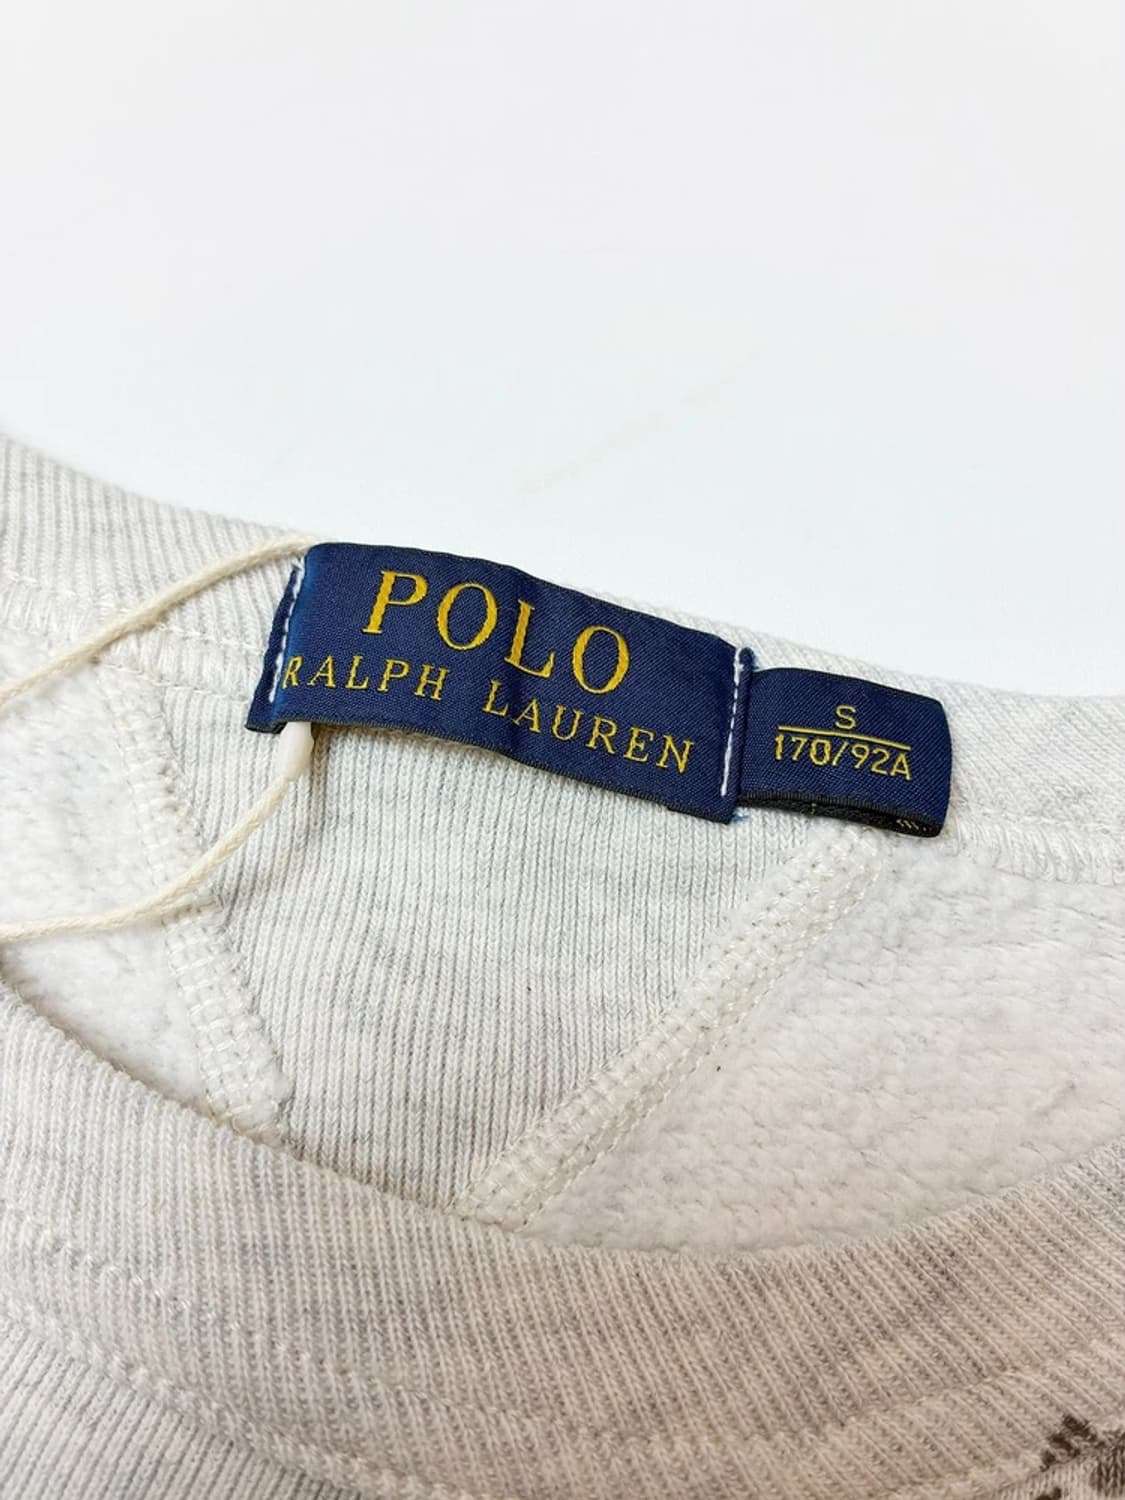 POLO
RALPH LAUREN
S
170/92A